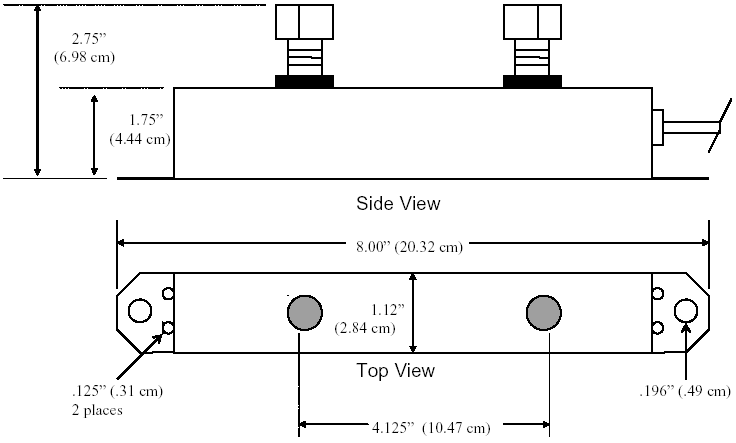 2.75”
(6.98 cm)
1.75”
(4.44 cm)
Side View
8.00” (20.32 cm)
1.12”
(2.84 cm)
Top View
.125” (.31 cm)
2 places
.196” (.49 cm)
4.125” (10.47 cm)